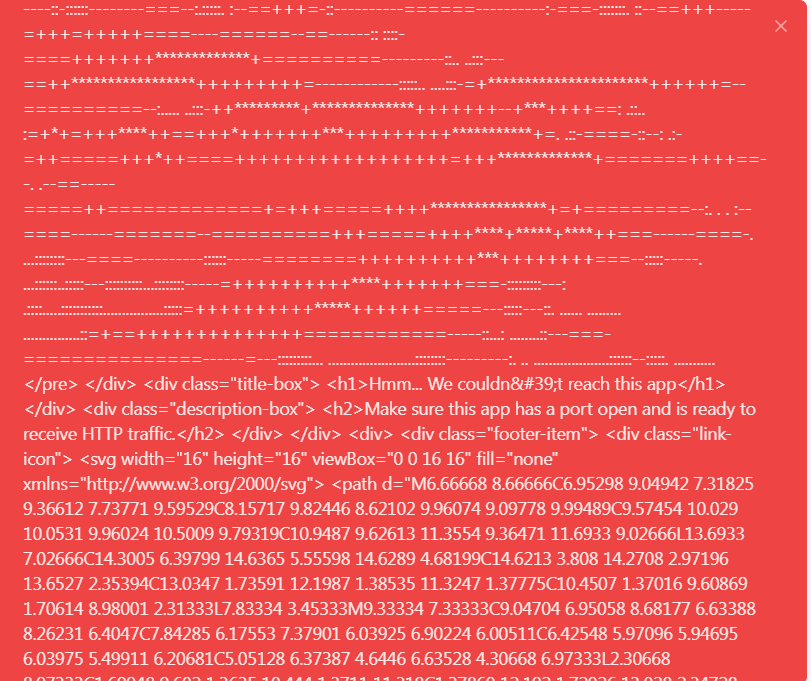 ----::-::::::--------===--:.::::::. :--==+++=-::----------======---------:-===-:::::::. ::--==+++-----
=+++=+++++====----======--==------:: ::::-
====+++++++*************+==========---------::.. ..:::---
==++*****************+++++++++=------------:::::.. ....:::-=+**********************++++++=--
==========--:..... ..:::-++*********+**************+++++++--+***++++==: .::..
:=+*+=+++****++==+++*+++++++***+++++++++***********+=. .::-====-::--: .:-
=++=====+++*++====++++++++++++++++++=+++*************+=======++++==-
-. .--==-----
=====++=============+=+++=====++++****************+=+=========--:. . . :--
====------=======--==========+++=====++++****+*****+****++===------====-.
...::::::::---====----------::::::-----========++++++++++***++++++++===--:::::-----.
...::::::..:::::---::::::::::...::::::::-----=++++++++++****+++++++===-:::::::::---:
.::::....:::::::::::....................:::::=++++++++++*****++++++=====---:::::---::. ...... .........
...............::=+==++++++++++++++============-----::...: ........::---===-
===============------=---:::::::::... .......................::::::::---------:. .. .....................::::::--:::::. ...........
</pre> </div> <div class="title-box"> <h1>Hmm... We couldn&#39;t reach this app</h1>
</div> <div class="description-box"> <h2>Make sure this app has a port open and is ready to
receive HTTP traffic.</h2> </div> </div> <div> <div class="footer-item"> <div class="link-
icon"> <svg width="16" height="16" viewBox="0 0 16 16" fill="none"
xmlns="http://www.w3.org/2000/svg"> <path d="M6.66668 8.66666C6.95298 9.04942 7.31825
9.36612 7.73771 9.59529C8.15717 9.82446 8.62102 9.96074 9.09778 9.99489C9.57454 10.029
10.0531 9.96024 10.5009 9.79319C10.9487 9.62613 11.3554 9.36471 11.6933 9.02666L13.6933
7.02666C14.3005 6.39799 14.6365 5.55598 14.6289 4.68199C14.6213 3.808 14.2708 2.97196
13.6527 2.35394C13.0347 1.73591 12.1987 1.38535 11.3247 1.37775C10.4507 1.37016 9.60869
1.70614 8.98001 2.31333L7.83334 3.45333M9.33334 7.33333C9.04704 6.95058 8.68177 6.63388
8.26231 6.4047C7.84285 6.17553 7.37901 6.03925 6.90224 6.00511C6.42548 5.97096 5.94695
6.03975 5.49911 6.20681C5.05128 6.37387 4.6446 6.63528 4.30668 6.97333L2.30668